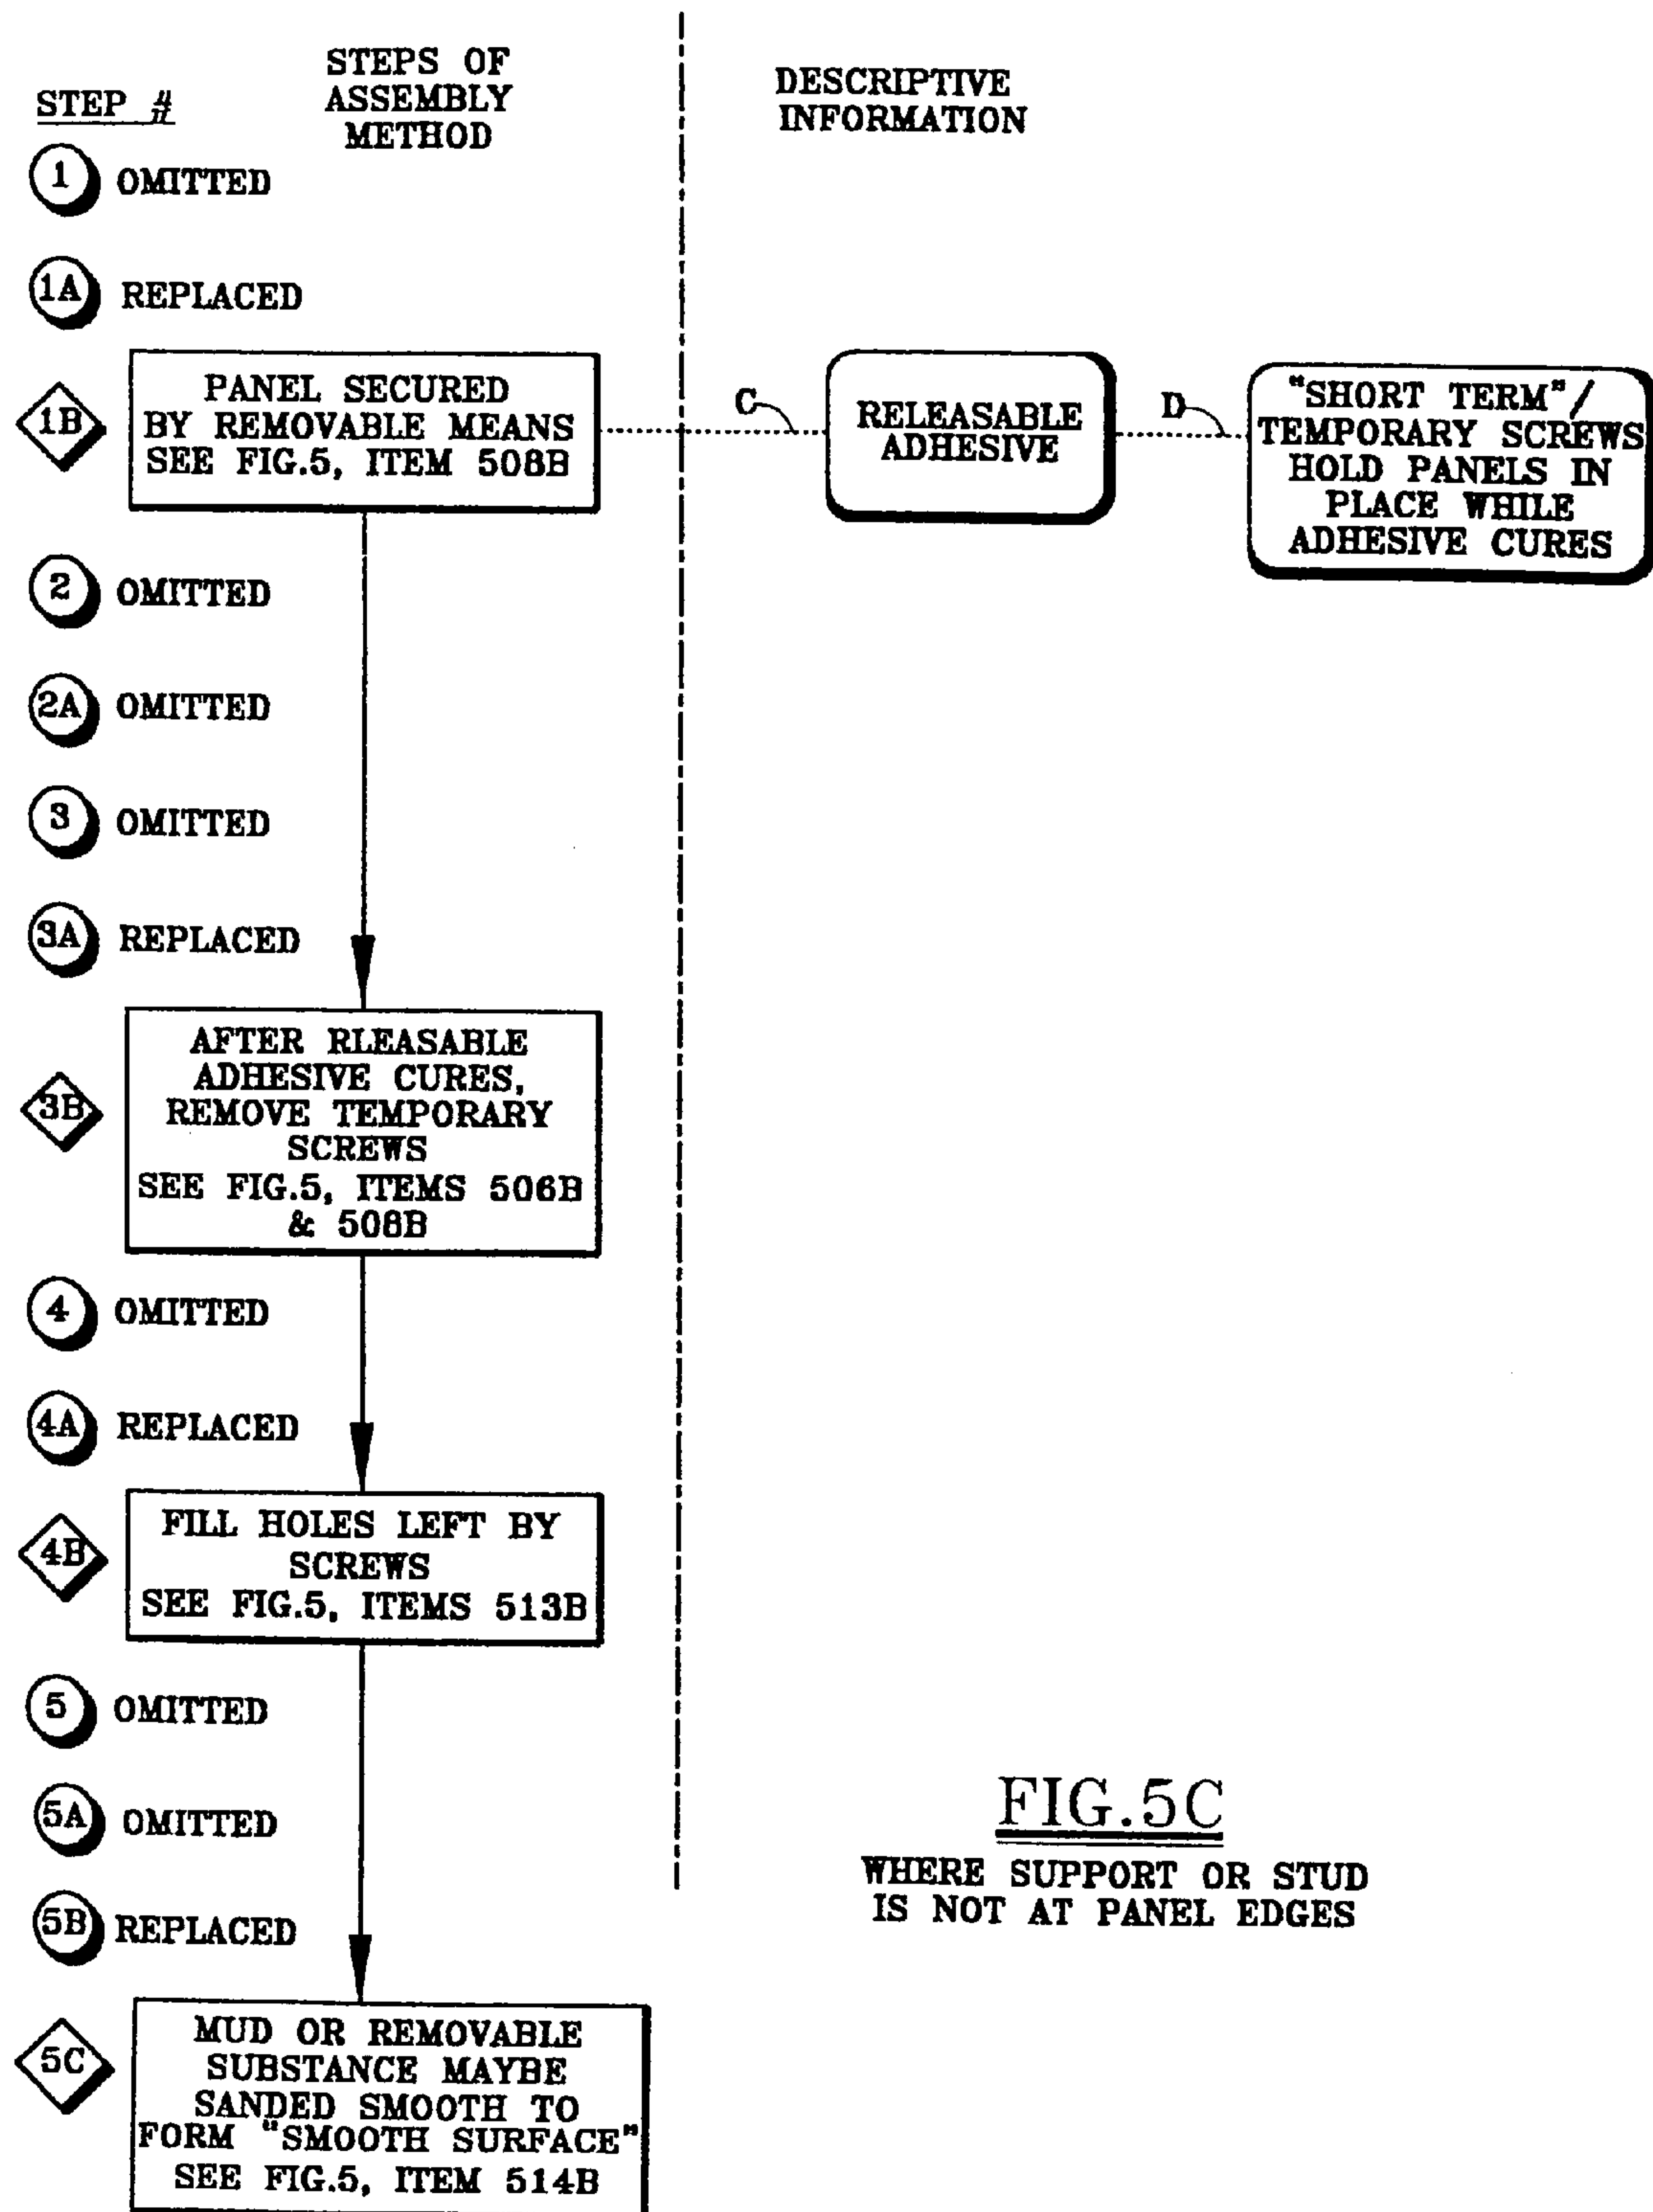 STEP #
STEPS OF
ASSEMBLY
METHOD
DESCRIPTIVE
INFORMATION
1 OMITTED
1A REPLACED
1B
PANEL SECURED
BY REMOVABLE MEANS
SEE FIG.5, ITEM 508B
C
RELEASABLE
ADHESIVE
D
"SHORT TERM"/
TEMPORARY SCREWS
HOLD PANELS IN
PLACE WHILE
ADHESIVE CURES
2 OMITTED
2A OMITTED
3 OMITTED
3A REPLACED
3B
AFTER RLEASABLE
ADHESIVE CURES,
REMOVE TEMPORARY
SCREWS
SEE FIG.5, ITEMS 506B
& 508B
4 OMITTED
4A REPLACED
4B
FILL HOLES LEFT BY
SCREWS
SEE FIG.5, ITEMS 513B
5 OMITTED
5A OMITTED
5B REPLACED
5C
MUD OR REMOVABLE
SUBSTANCE MAYBE
SANDED SMOOTH TO
FORM "SMOOTH SURFACE"
SEE FIG.5, ITEM 514B
FIG.5C
WHERE SUPPORT OR STUD
IS NOT AT PANEL EDGES